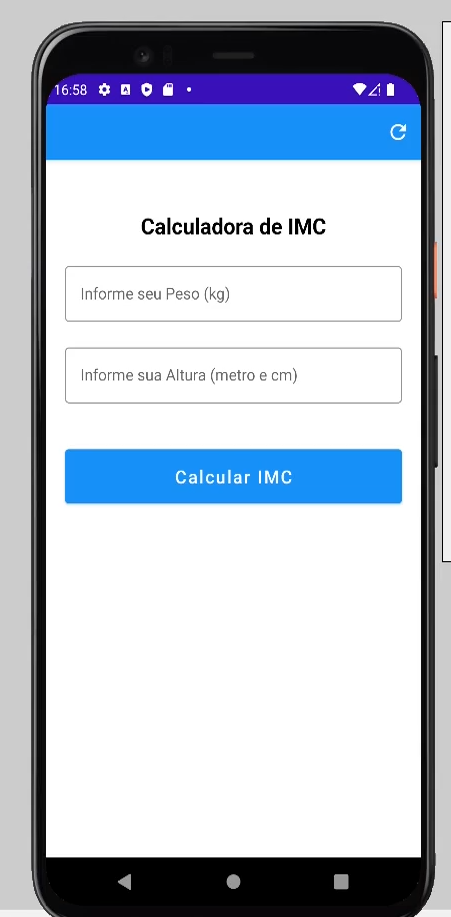 16:58
Calculadora de IMC
Informe seu Peso (kg)
Informe sua Altura (metro e cm)
Calcular IMC